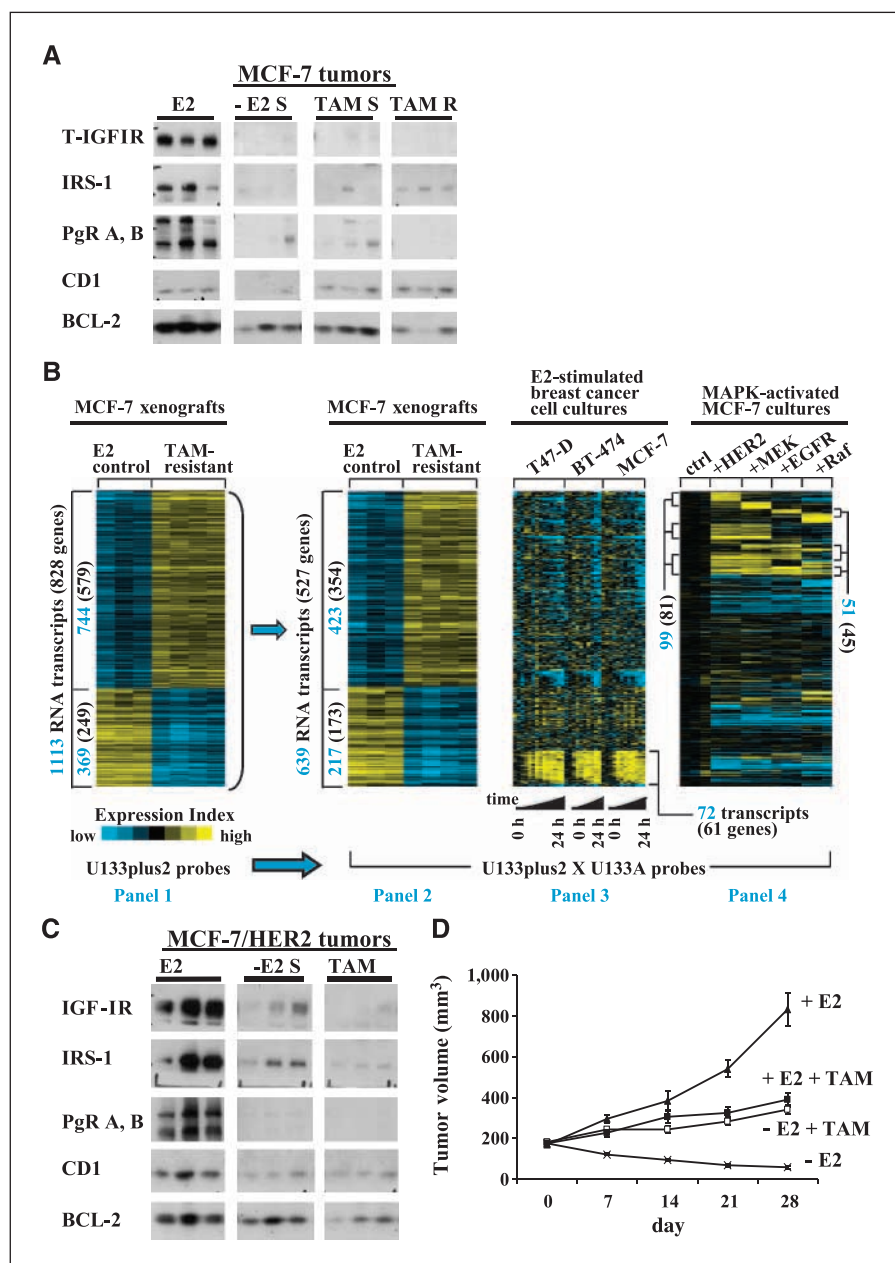 A
MCF-7 tumors
E2
- E2 S
TAM S
TAM R
T-IGFIR
IRS-1
PgR A, B
CD1
BCL-2
B
MCF-7 xenografts
E2 control
TAM-resistant
1113 RNA transcripts (828 genes)
744 (579)
369 (249)
Expression Index
low
high
U133plus2 probes
Panel 1
MCF-7 xenografts
E2 control
TAM-resistant
639 RNA transcripts (527 genes)
423 (354)
217 (173)
E2-stimulated
breast cancer
cell cultures
T47-D
BT-474
MCF-7
time
0 h
24 h
0 h
24 h
0 h
24 h
72 transcripts
(61 genes)
MAPK-activated
MCF-7 cultures
ctrl
+HER2
+MEK
+EGFR
+Raf
99 (81)
51 (45)
U133plus2 X U133A probes
Panel 2
Panel 3
Panel 4
C
MCF-7/HER2 tumors
E2
-E2 S
TAM
IGF-IR
IRS-1
PgR A, B
CD1
BCL-2
D
Tumor volume (mm3)
1,000
800
600
400
200
0
+ E2
+ E2 + TAM
- E2 + TAM
- E2
0
7
14
21
28
day